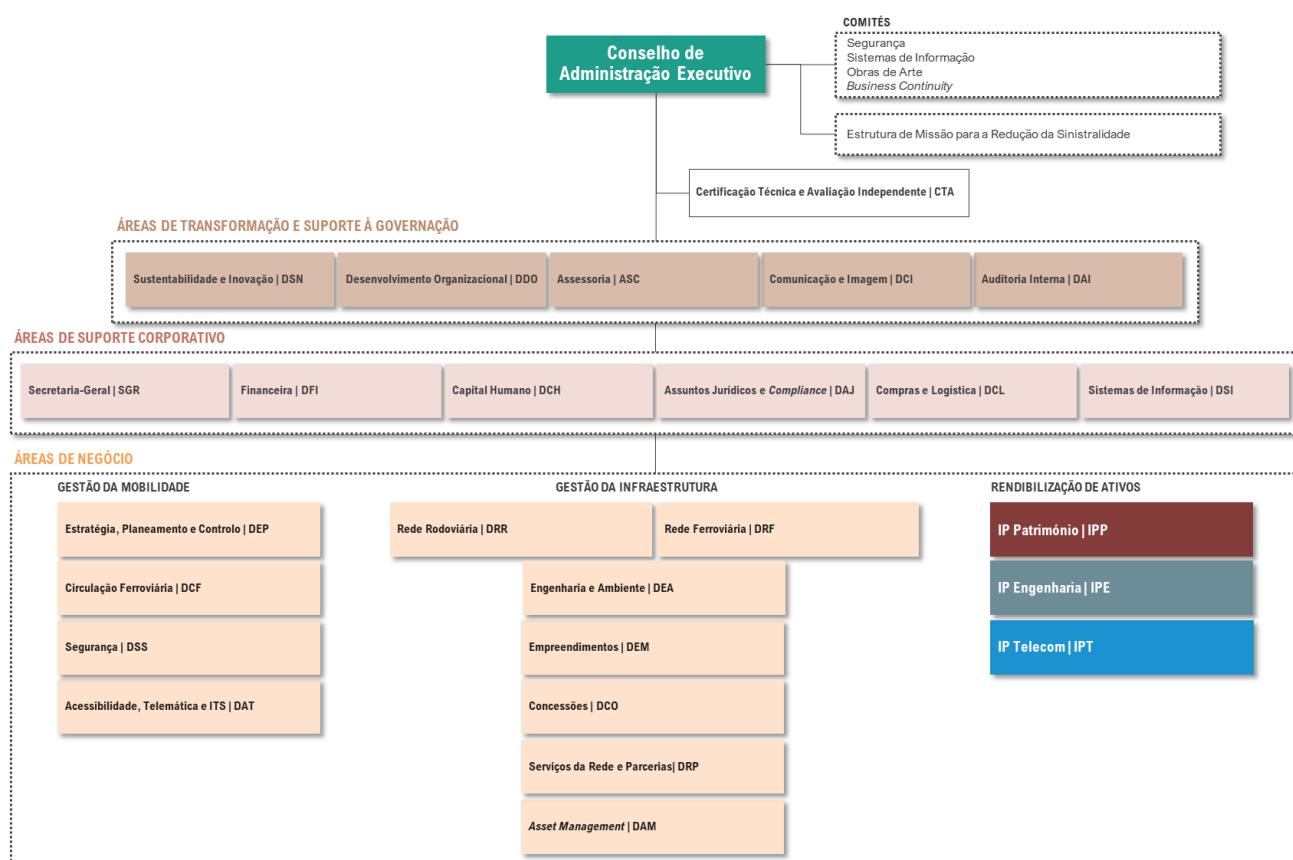 COMITÉS
Conselho de
Administração Executivo
Segurança
Sistemas de Informação
Obras de Arte
Business Continuity
Estrutura de Missão para a Redução da Sinistralidade
Certificação Técnica e Avaliação Independente | CTA
ÁREAS DE TRANSFORMAÇÃO E SUPORTE À GOVERNAÇÃO
Sustentabilidade e Inovação | DSN
Desenvolvimento Organizacional | DDO
Assessoria | ASC
Comunicação e Imagem | DCI
Auditoria Interna | DAI
ÁREAS DE SUPORTE CORPORATIVO
Secretaria-Geral | SGR
Financeira | DFI
Capital Humano | DCH
Assuntos Jurídicos e Compliance | DAJ
Compras e Logística | DCL
Sistemas de Informação | DSI
ÁREAS DE NEGÓCIO
GESTÃO DA MOBILIDADE
Estratégia, Planeamento e Controlo | DEP
Circulação Ferroviária | DCF
Segurança | DSS
Acessibilidade, Telemática e ITS | DAT
GESTÃO DA INFRAESTRUTURA
Rede Rodoviária | DRR
Rede Ferroviária | DRF
Engenharia e Ambiente | DEA
Empreendimentos | DEM
Concessões | DCO
Serviços da Rede e Parcerias| DRP
Asset Management | DAM
RENDIBILIZAÇÃO DE ATIVOS
IP Património | IPP
IP Engenharia | IPE
IP Telecom | IPT